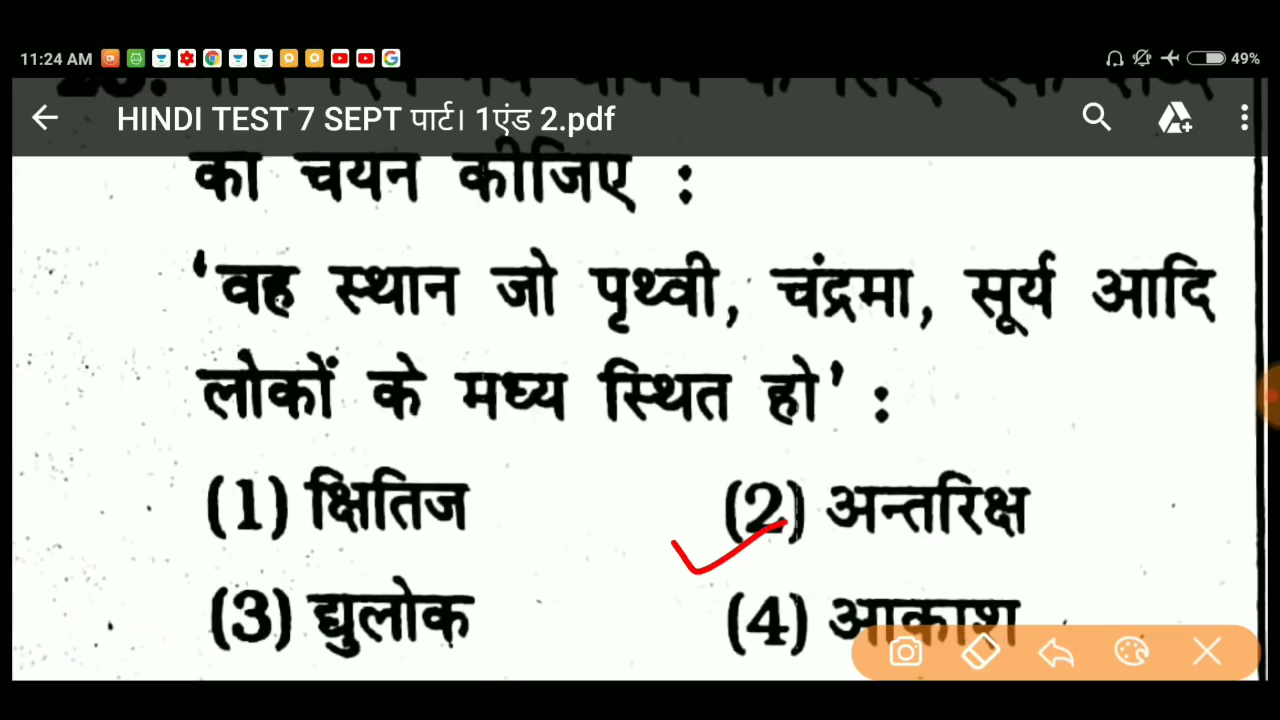 11:24 AM 49%
HINDI TEST 7 SEPT पार्ट। 1एंड 2.pdf
का चयन कीजिए :
‘वह स्थान जो पृथ्वी, चंद्रमा, सूर्य आदि
लोकों के मध्य स्थित हो’ :
(1) क्षितिज (2) अन्तरिक्ष
(3) द्युलोक (4) आकाश